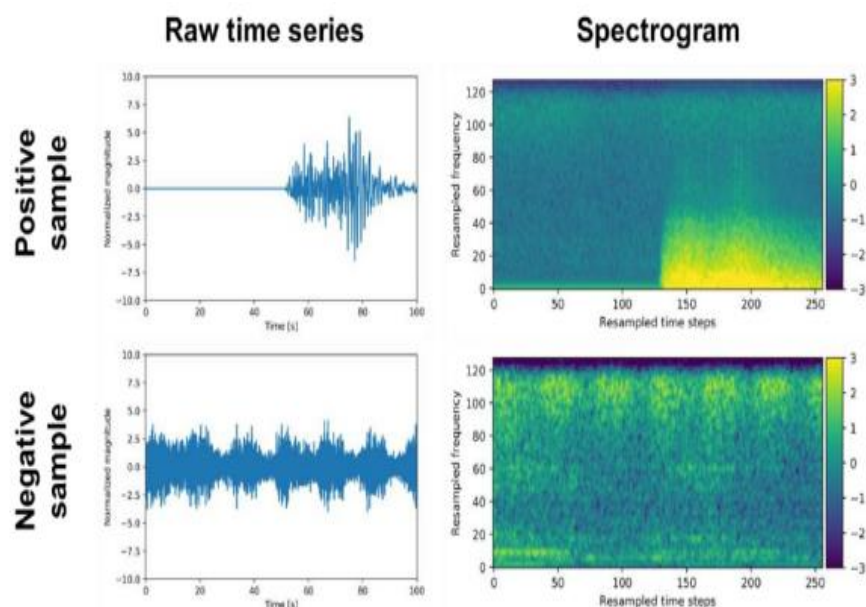 Raw time series
Spectrogram
Positive
sample
Normalized magnitude
10.0
7.5
5.0
2.5
0.0
−2.5
−5.0
−7.5
−10.0
0 20 40 60 80 100
Time [s]
Resampled frequency
120
100
80
60
40
20
0
0 50 100 150 200 250
Resampled time steps
3
2
1
0
−1
−2
−3
Negative
sample
Normalized magnitude
10.0
7.5
5.0
2.5
0.0
−2.5
−5.0
−7.5
−10.0
0 20 40 60 80 100
Time [s]
Resampled frequency
120
100
80
60
40
20
0
0 50 100 150 200 250
Resampled time steps
3
2
1
0
−1
−2
−3